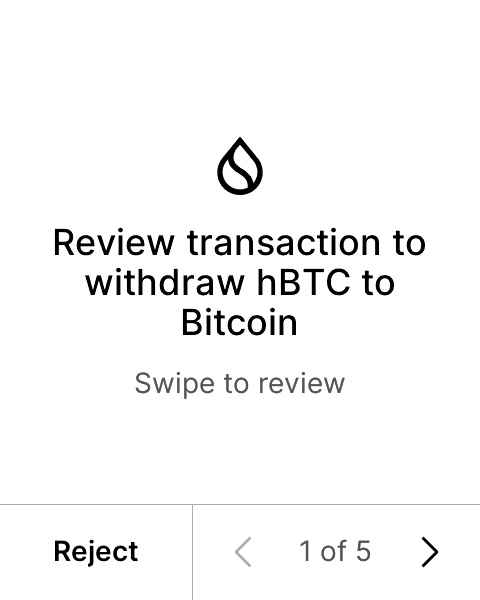 Review transaction to
withdraw hBTC to
Bitcoin
Swipe to review
Reject
1 of 5